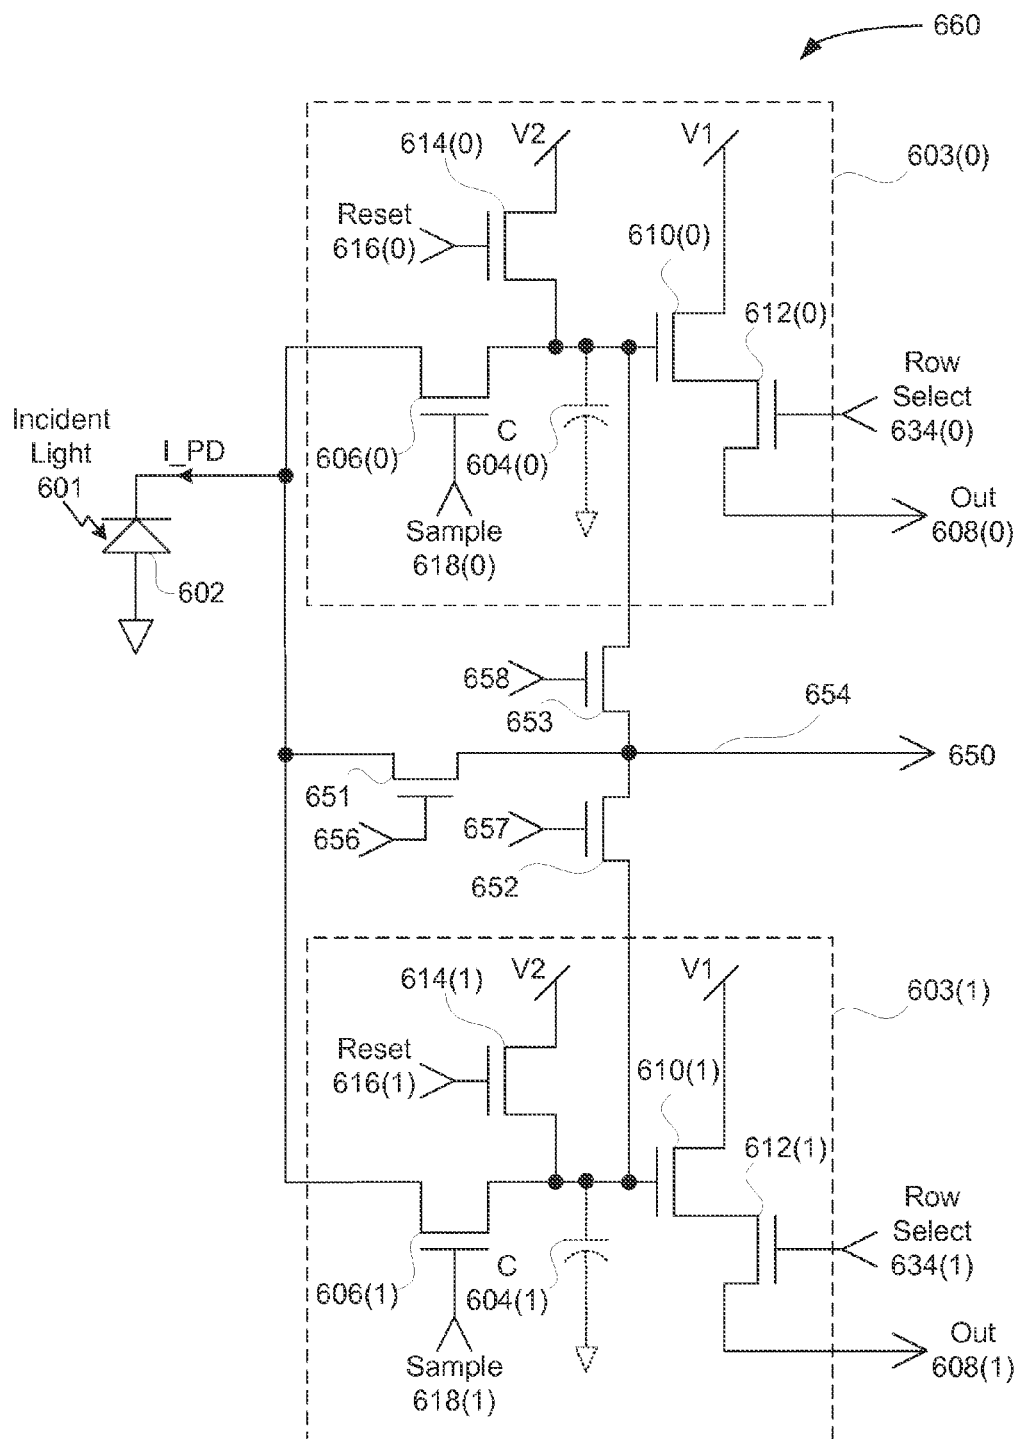 660
V2
V1
614(0)
603(0)
Reset
616(0)
610(0)
612(0)
Row
Select
634(0)
Incident
Light
601
I_PD
606(0)
C
604(0)
Out
608(0)
Sample
618(0)
602
658
653
654
650
651
656
657
652
V2
V1
614(1)
603(1)
Reset
616(1)
610(1)
612(1)
Row
Select
634(1)
606(1)
C
604(1)
Out
608(1)
Sample
618(1)